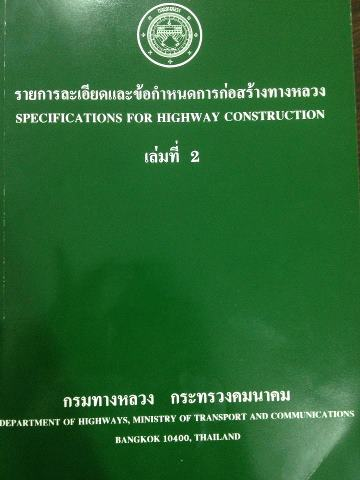 รายการละเอียดและข้อกำหนดการก่อสร้างทางหลวง
SPECIFICATIONS FOR HIGHWAY CONSTRUCTION
เล่มที่ 2
กรมทางหลวง กระทรวงคมนาคม
DEPARTMENT OF HIGHWAYS, MINISTRY OF TRANSPORT AND COMMUNICATIONS
BANGKOK 10400, THAILAND